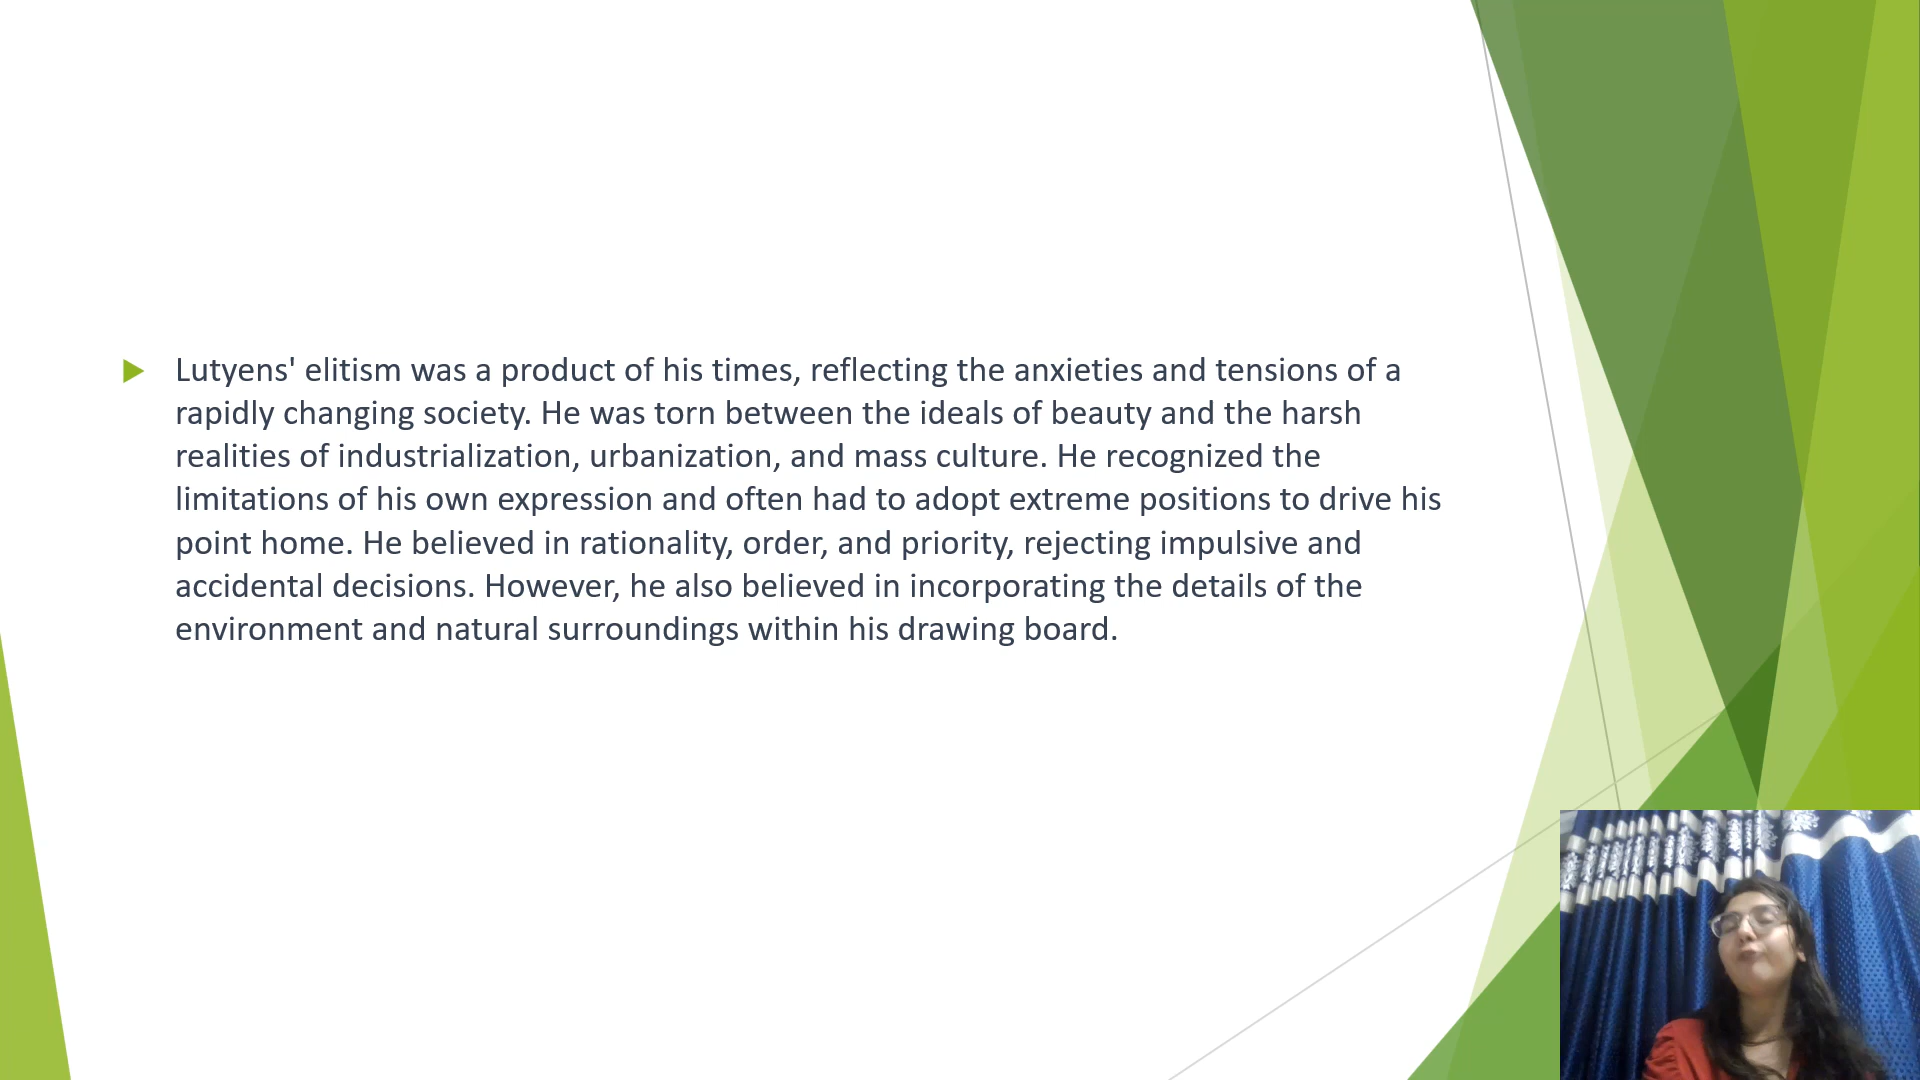 Lutyens' elitism was a product of his times, reflecting the anxieties and tensions of a
rapidly changing society. He was torn between the ideals of beauty and the harsh
realities of industrialization, urbanization, and mass culture. He recognized the
limitations of his own expression and often had to adopt extreme positions to drive his
point home. He believed in rationality, order, and priority, rejecting impulsive and
accidental decisions. However, he also believed in incorporating the details of the
environment and natural surroundings within his drawing board.